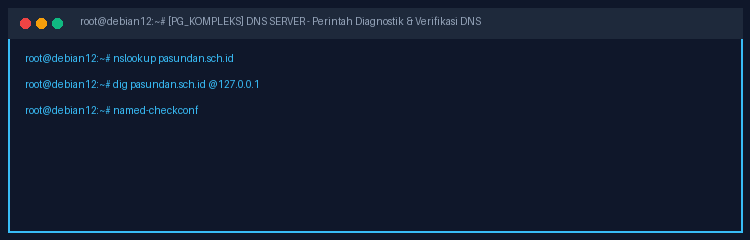 root@debian12:~# [PG_KOMPLEKS] DNS SERVER - Perintah Diagnostik & Verifikasi DNS
root@debian12:~# nslookup pasundan.sch.id
root@debian12:~# dig pasundan.sch.id @127.0.0.1
root@debian12:~# named-checkconf